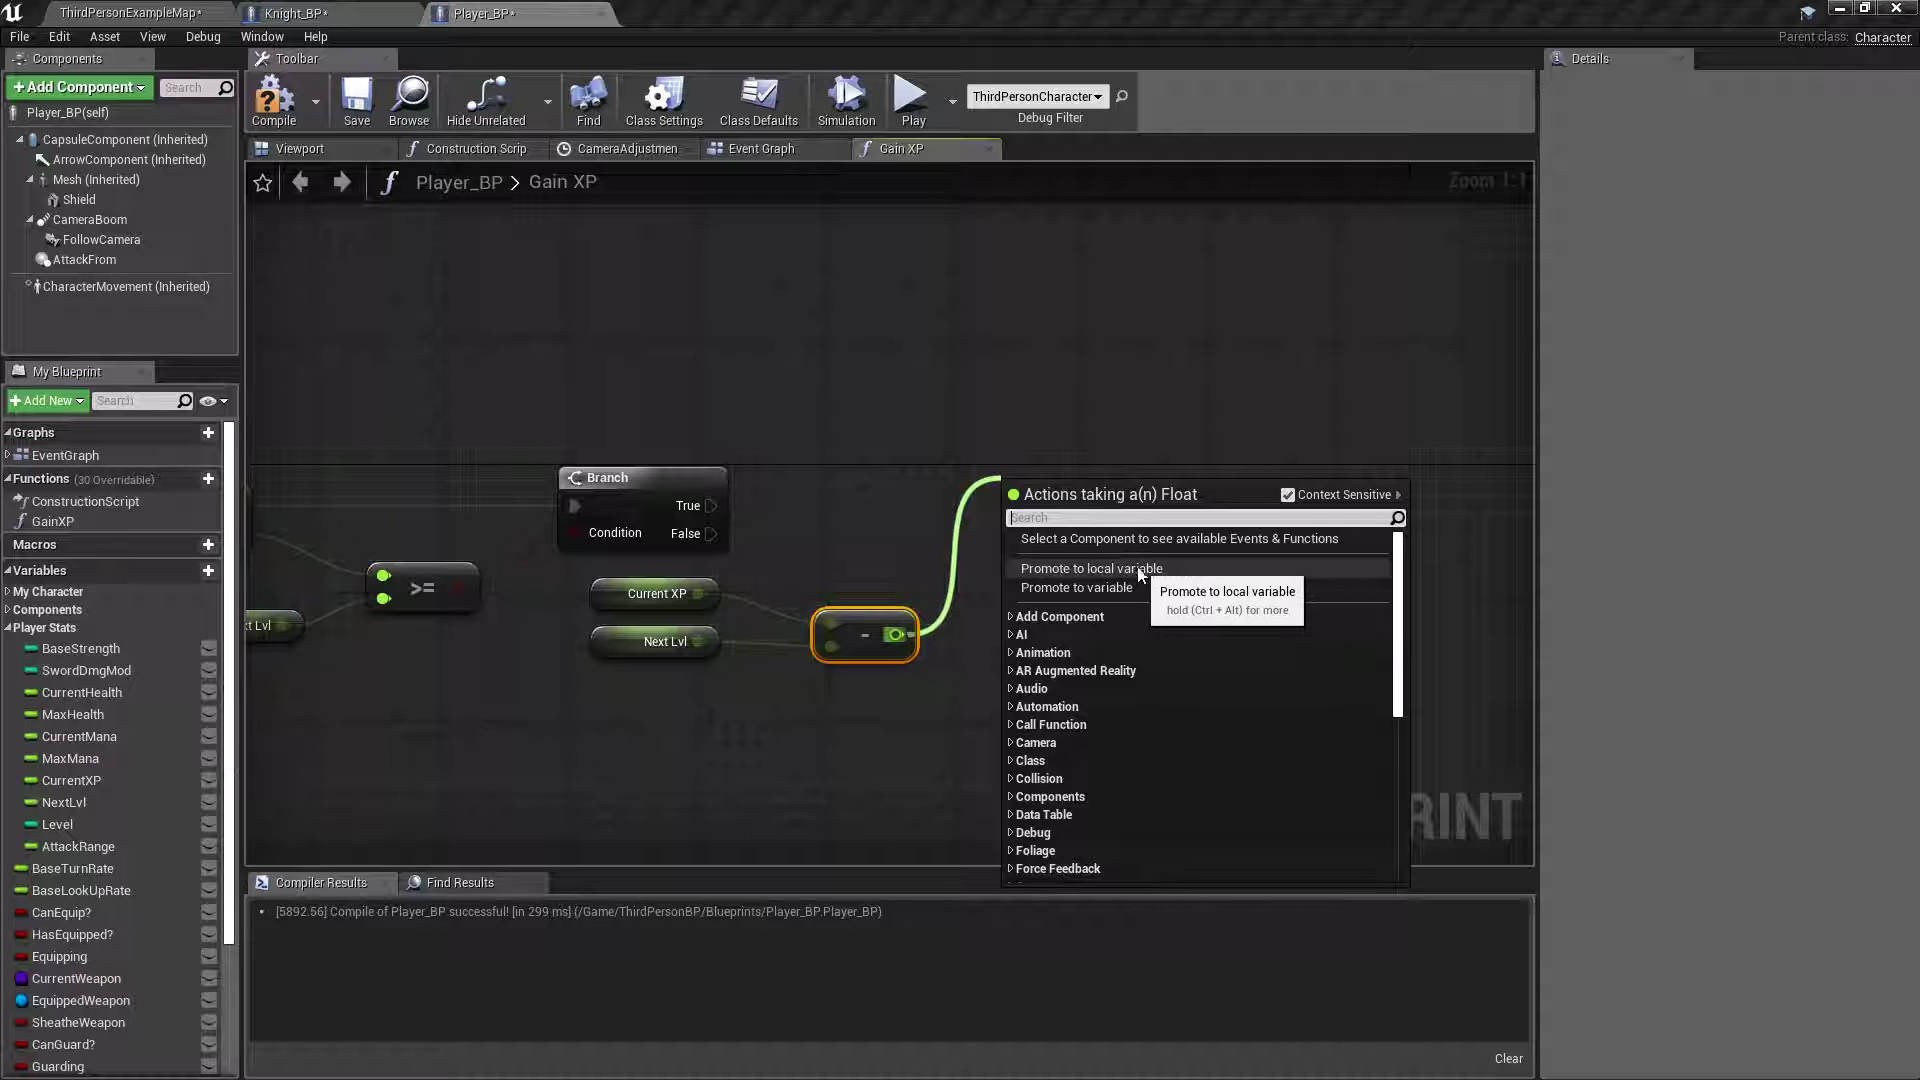 ThirdPersonExampleMap*
Knight_BP*
Player_BP*
File Edit Asset View Debug Window Help
Parent class: Character
Components
Toolbar
Details
+Add Component
Search
Compile
Save
Browse
Hide Unrelated
Find
Class Settings
Class Defaults
Simulation
Play
ThirdPersonCharacter
Debug Filter
Player_BP(self)
CapsuleComponent (Inherited)
ArrowComponent (Inherited)
Mesh (Inherited)
Shield
CameraBoom
FollowCamera
AttackFrom
CharacterMovement (Inherited)
Viewport
Construction Scrip
CameraAdjustmen
Event Graph
Gain XP
Player_BP > Gain XP
Zoom 1:1
My Blueprint
+Add New
Search
Graphs
EventGraph
Functions (30 Overridable)
ConstructionScript
GainXP
Macros
Variables
My Character
Components
Player Stats
BaseStrength
SwordDmgMod
CurrentHealth
MaxHealth
CurrentMana
MaxMana
CurrentXP
NextLvl
Level
AttackRange
BaseTurnRate
BaseLookUpRate
CanEquip?
HasEquipped?
Equipping
CurrentWeapon
EquippedWeapon
SheatheWeapon
CanGuard?
Guarding
Branch
True
Condition
False
>=
xt Lvl
Current XP
Next Lvl
-
Actions taking a(n) Float
Context Sensitive
Search
Select a Component to see available Events & Functions
Promote to local variable
Promote to variable
Promote to local variable
hold (Ctrl + Alt) for more
Add Component
AI
Animation
AR Augmented Reality
Audio
Automation
Call Function
Camera
Class
Collision
Components
Data Table
Debug
Foliage
Force Feedback
RINT
Compiler Results
Find Results
[5892.56] Compile of Player_BP successful! [in 299 ms] (/Game/ThirdPersonBP/Blueprints/Player_BP.Player_BP)
Clear